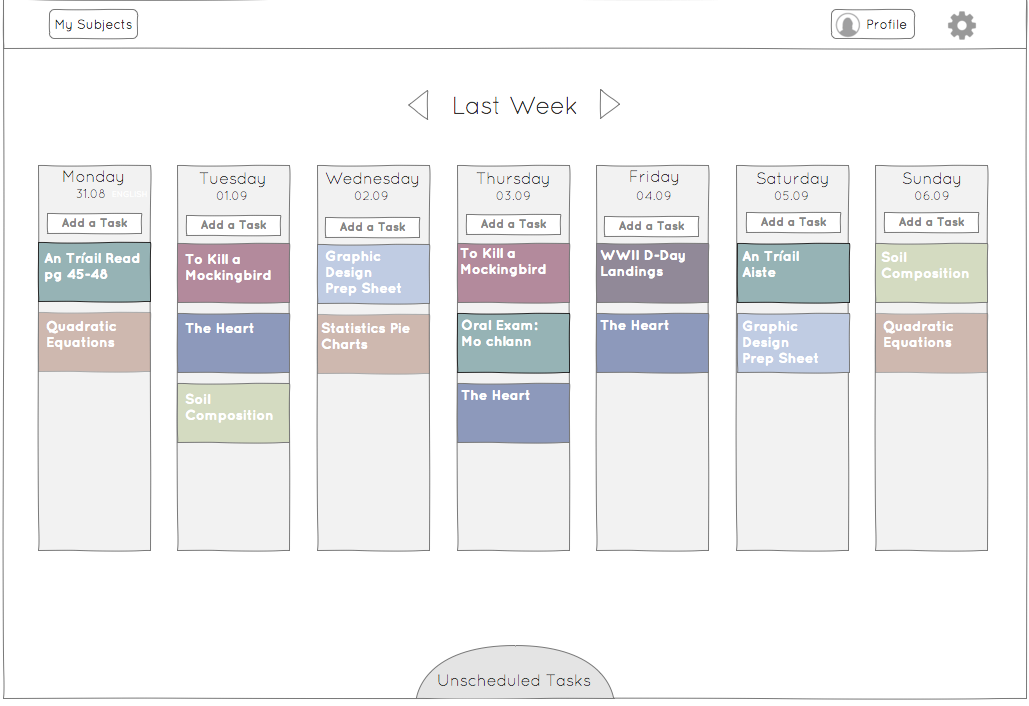 My Subjects
Profile
Last Week
Monday
31.08
ENGLISH
Add a Task
An Tríail Read
pg 45-48
Quadratic
Equations
Tuesday
01.09
Add a Task
To Kill a
Mockingbird
The Heart
Soil
Composition
Wednesday
02.09
Add a Task
Graphic
Design
Prep Sheet
Statistics Pie
Charts
Thursday
03.09
Add a Task
To Kill a
Mockingbird
Oral Exam:
Mo chlann
The Heart
Friday
04.09
Add a Task
WWII D-Day
Landings
The Heart
Saturday
05.09
Add a Task
An Tríail
Aiste
Graphic
Design
Prep Sheet
Sunday
06.09
Add a Task
Soil
Composition
Quadratic
Equations
Unscheduled Tasks